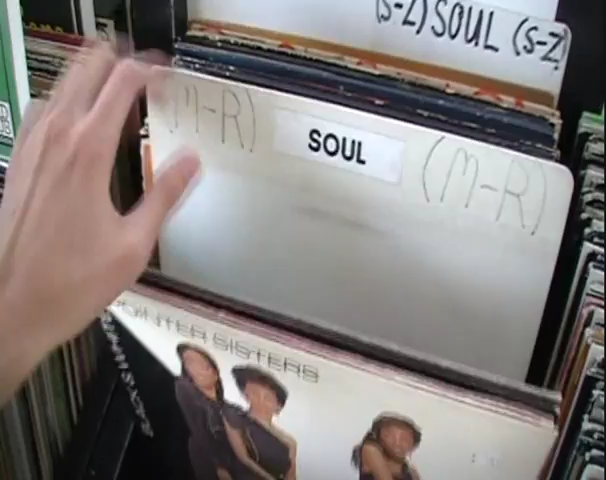 (S-Z) SOUL (S-Z)
(M-R) SOUL (M-R)
POINTER SISTERS